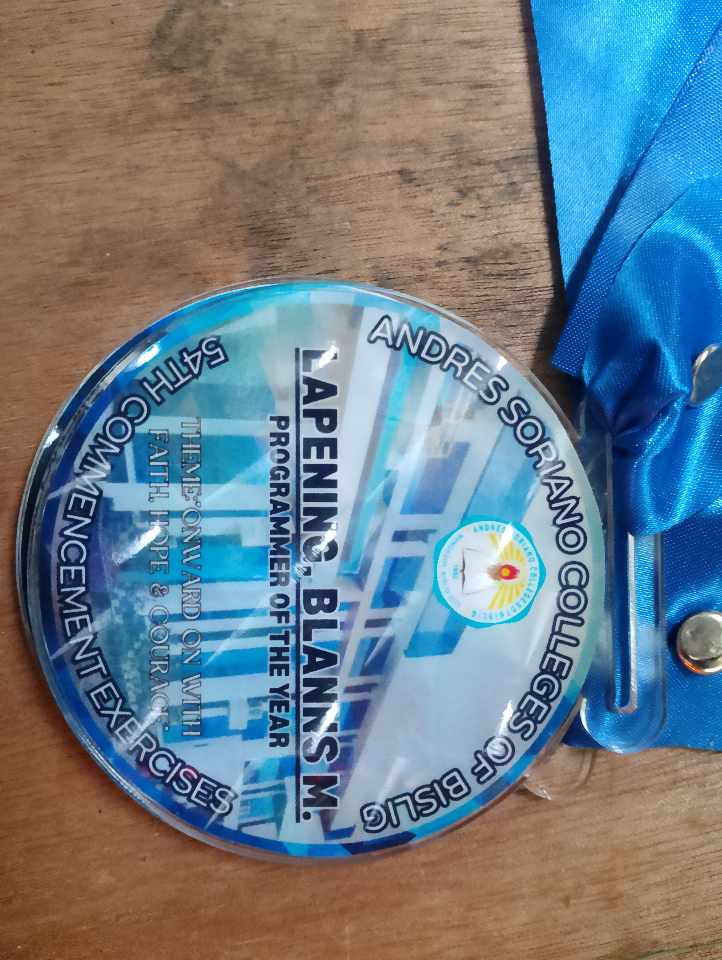 ANDRES SORIANO COLLEGES OF BISLIG
LAPENING, BLANNS M.
PROGRAMMER OF THE YEAR
THEME:"ONWARD ON WITH
FAITH, HOPE & COURAGE."
54TH COMMENCEMENT EXERCISES